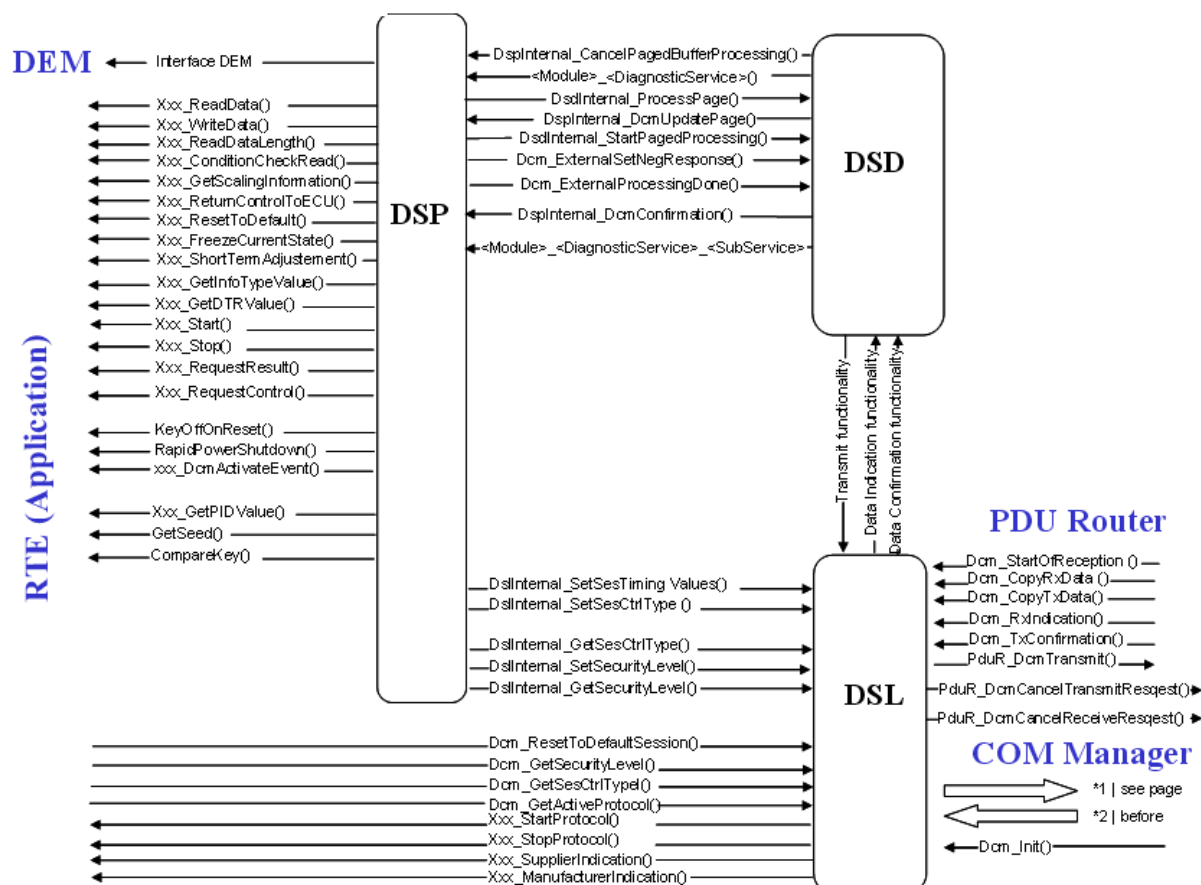 DEM
Interface DEM
Xxx_ReadData()
Xxx_WriteData()
Xxx_ReadDataLength()
Xxx_ConditionCheckRead()
Xxx_GetScalingInformation()
Xxx_ReturnControlToECU()
Xxx_ResetToDefault()
Xxx_FreezeCurrentState()
Xxx_ShortTermAdjustement()
Xxx_GetInfoTypeValue()
Xxx_GetDTRValue()
Xxx_Start()
Xxx_Stop()
Xxx_RequestResult()
Xxx_RequestControl()
KeyOffOnReset()
RapidPowerShutdown()
xxx_DcmActivateEvent()
Xxx_GetPIDValue()
GetSeed()
CompareKey()
RTE (Application)
DSP
DspInternal_CancelPagedBufferProcessing()
<Module>_<DiagnosticService>()
DsdInternal_ProcessPage()
DspInternal_DcmUpdatePage()
DsdInternal_StartPagedProcessing()
Dcm_ExternalSetNegResponse()
Dcm_ExternalProcessingDone()
DspInternal_DcmConfirmation()
<Module>_<DiagnosticService>_<SubService>
DSD
Transmit functionality
Data Indication functionality
Data Confirmation functionality
DslInternal_SetSesTiming Values()
DslInternal_SetSesCtrlType ()
DslInternal_GetSesCtrlType()
DslInternal_SetSecurityLevel()
DslInternal_GetSecurityLevel()
DSL
Dcm_ResetToDefaultSession()
Dcm_GetSecurityLevel()
Dcm_GetSesCtrlTypel()
Dcm_GetActiveProtocol()
Xxx_StartProtocol()
Xxx_StopProtocol()
Xxx_SupplierIndication()
Xxx_ManufacturerIndication()
PDU Router
Dcm_StartOfReception ()
Dcm_CopyRxData ()
Dcm_CopyTxData()
Dcm_RxIndication()
Dcm_TxConfirmation()
PduR_DcmTransmit()
PduR_DcmCancelTransmitResqest()
PduR_DcmCancelReceiveResqest()
COM Manager
*1 | see page
*2 | before
Dcm_Init()